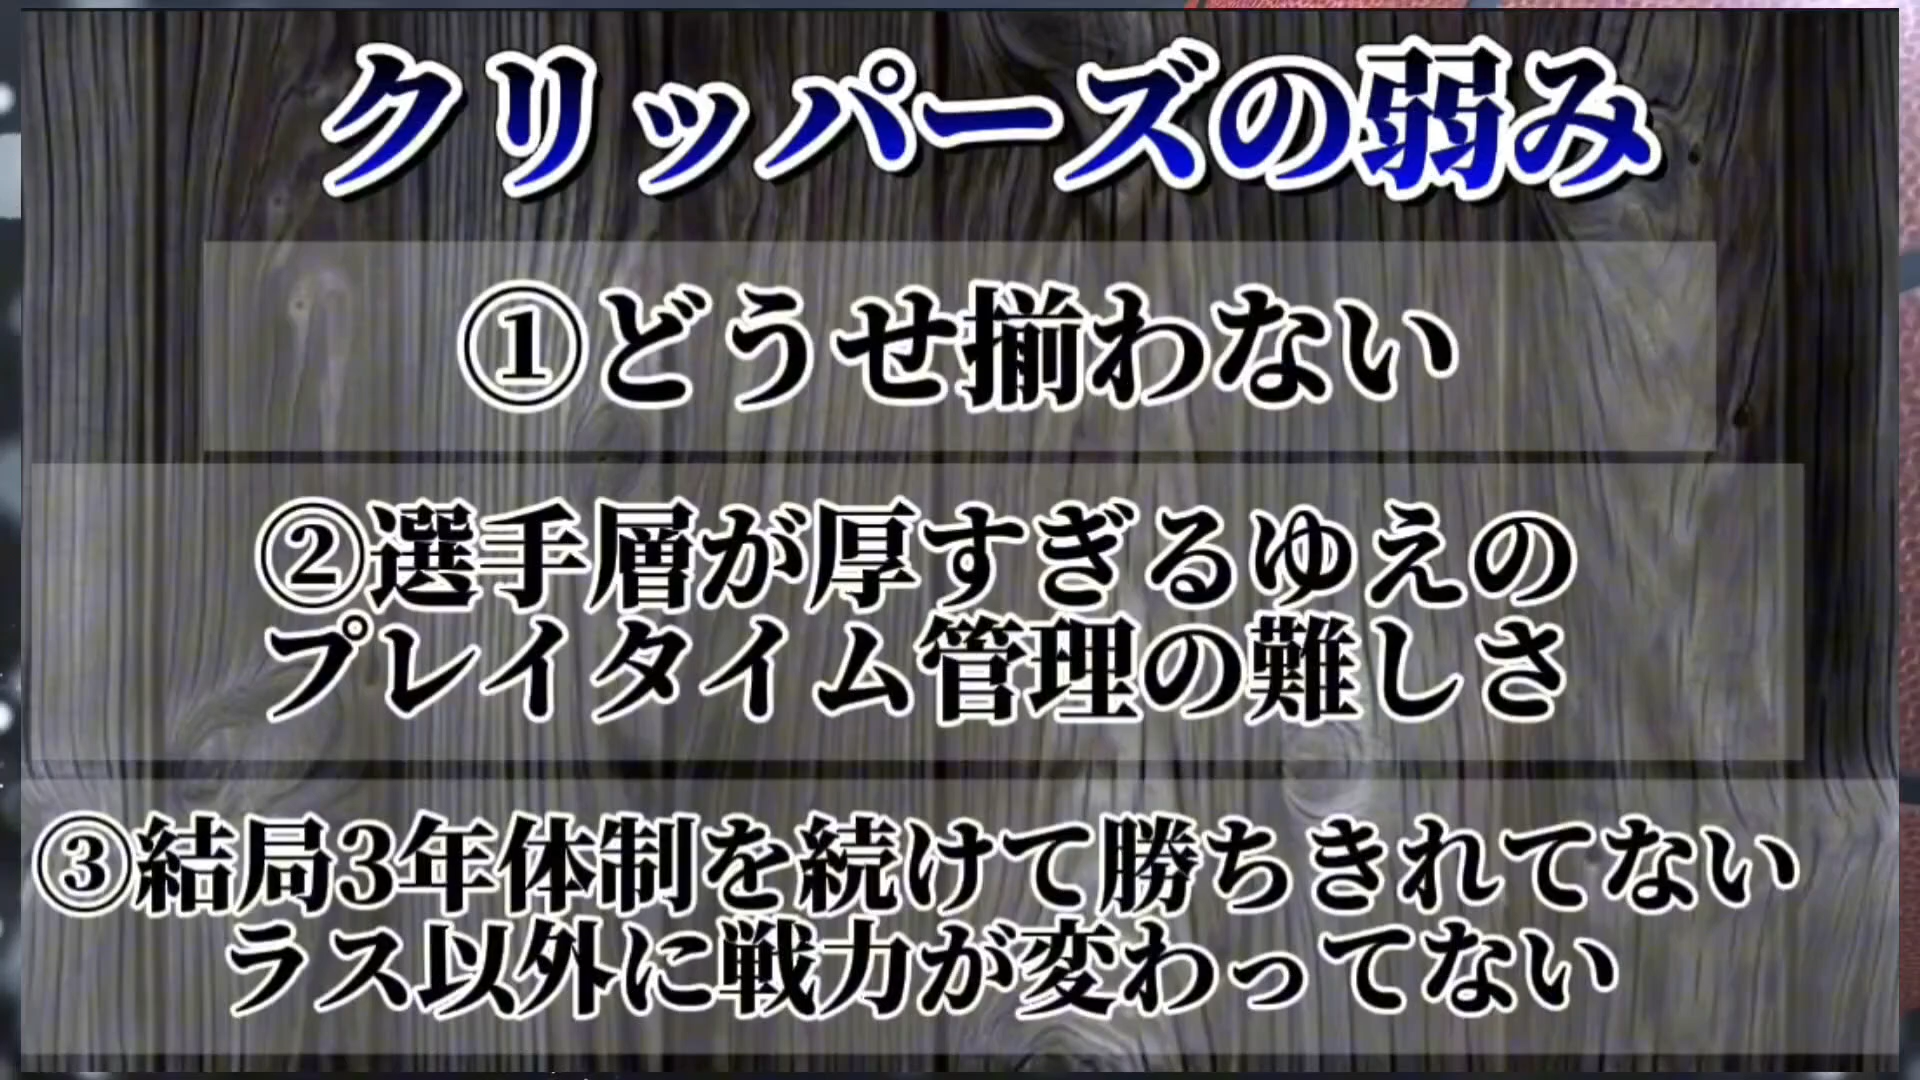 クリッパーズの弱み
①どうせ揃わない
②選手層が厚すぎるゆえの
プレイタイム管理の難しさ
③結局3年体制を続けて勝ちきれてない
ラス以外に戦力が変わってない